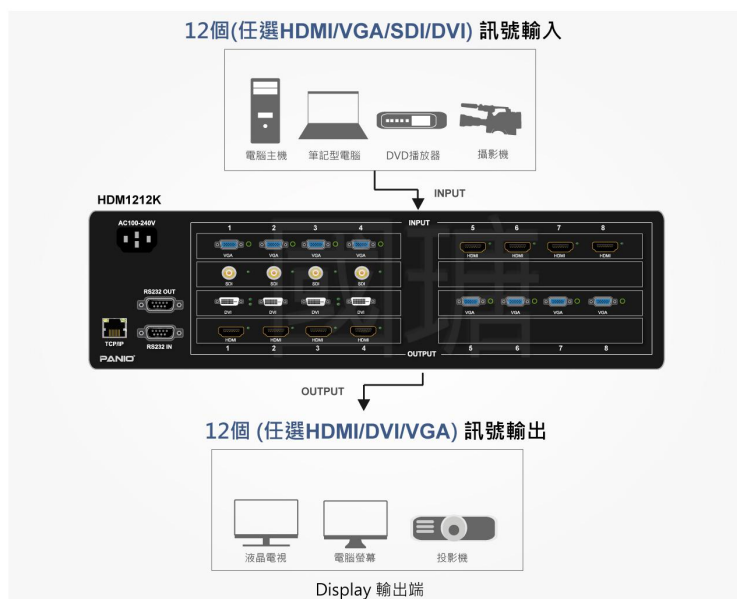 12個(任選HDMI/VGA/SDI/DVI) 訊號輸入
電腦主機 筆記型電腦 DVD播放器 攝影機
INPUT
HDM1212K
AC100-240V
INPUT
1 2 3 4 5 6 7 8
VGA VGA VGA VGA HDMI HDMI HDMI HDMI
SDI SDI SDI SDI
RS232 OUT
DVI DVI DVI DVI VGA VGA VGA VGA
TCP/IP RS232 IN
HDMI HDMI HDMI HDMI
1 2 3 4 5 6 7 8
OUTPUT
PANIO
國瑭
OUTPUT
12個 (任選HDMI/DVI/VGA) 訊號輸出
液晶電視 電腦螢幕 投影機
Display 輸出端